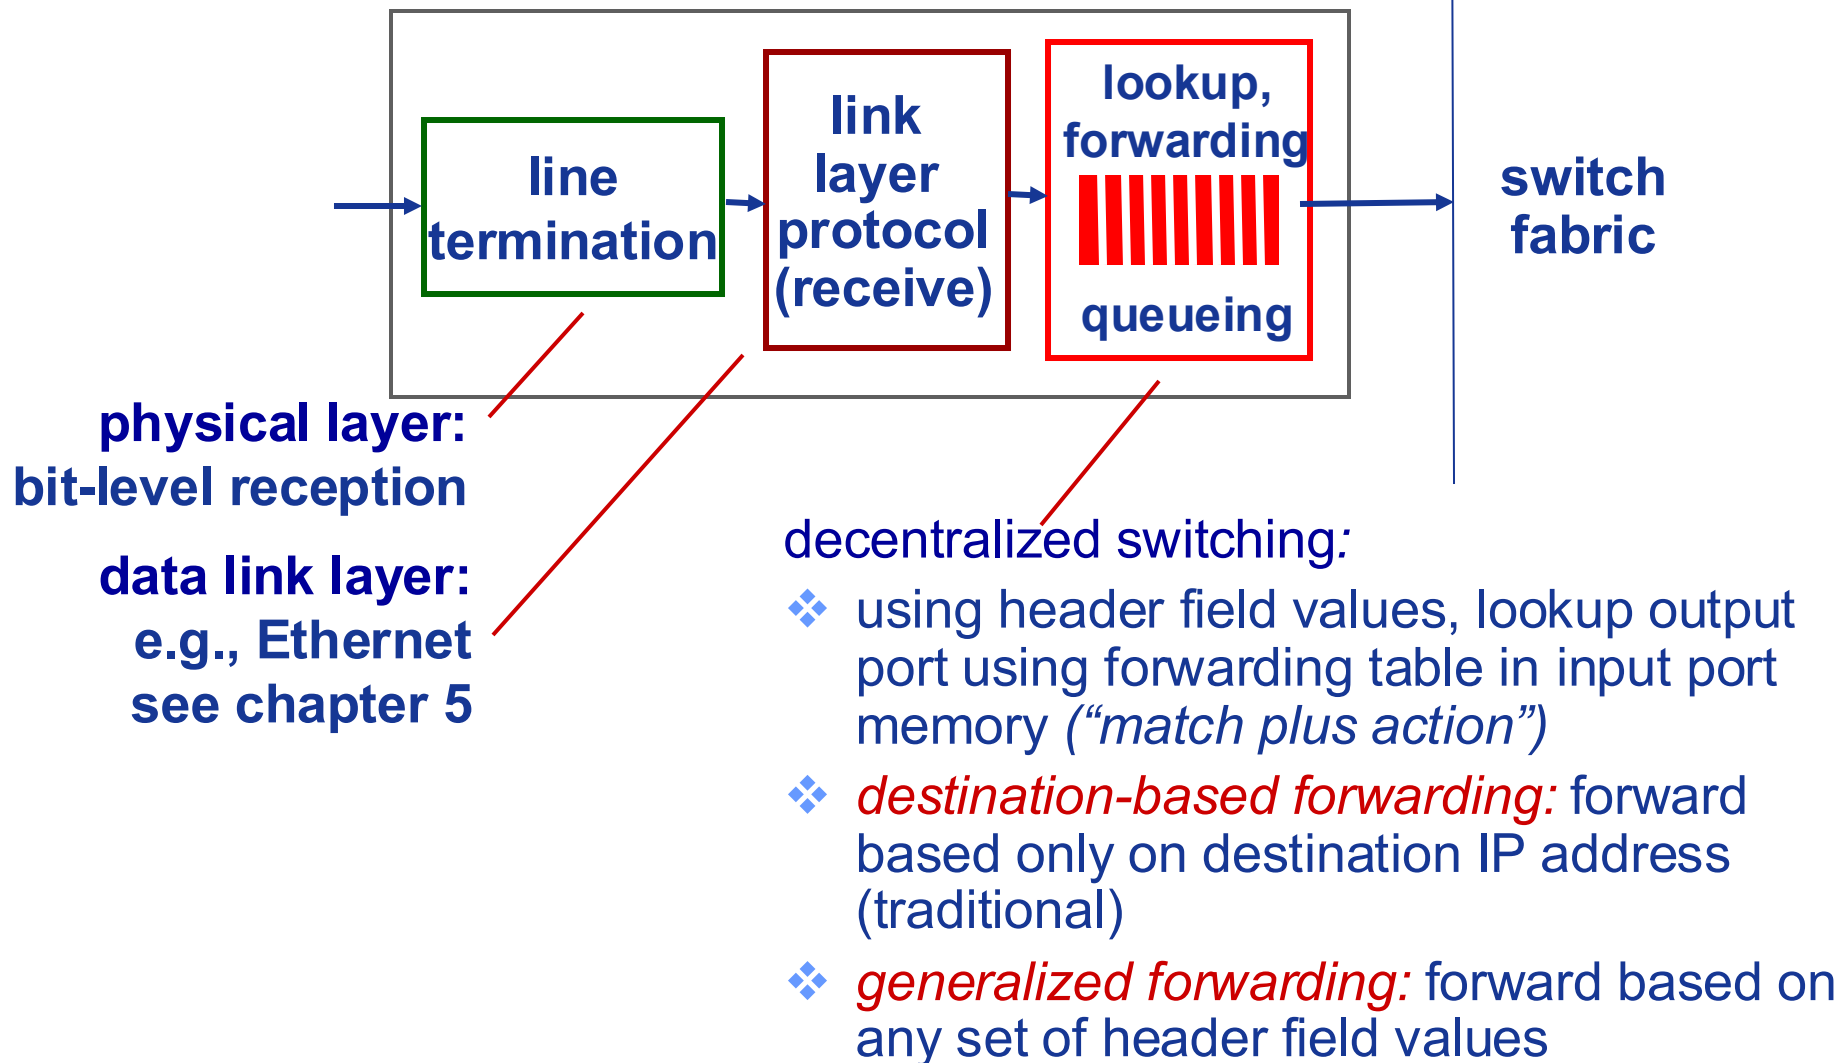 line
termination
link
layer
protocol
(receive)
lookup,
forwarding
queueing
switch
fabric
physical layer:
bit-level reception
data link layer:
e.g., Ethernet
see chapter 5
decentralized switching:
using header field values, lookup output
port using forwarding table in input port
memory (“match plus action”)
destination-based forwarding: forward
based only on destination IP address
(traditional)
generalized forwarding: forward based on
any set of header field values